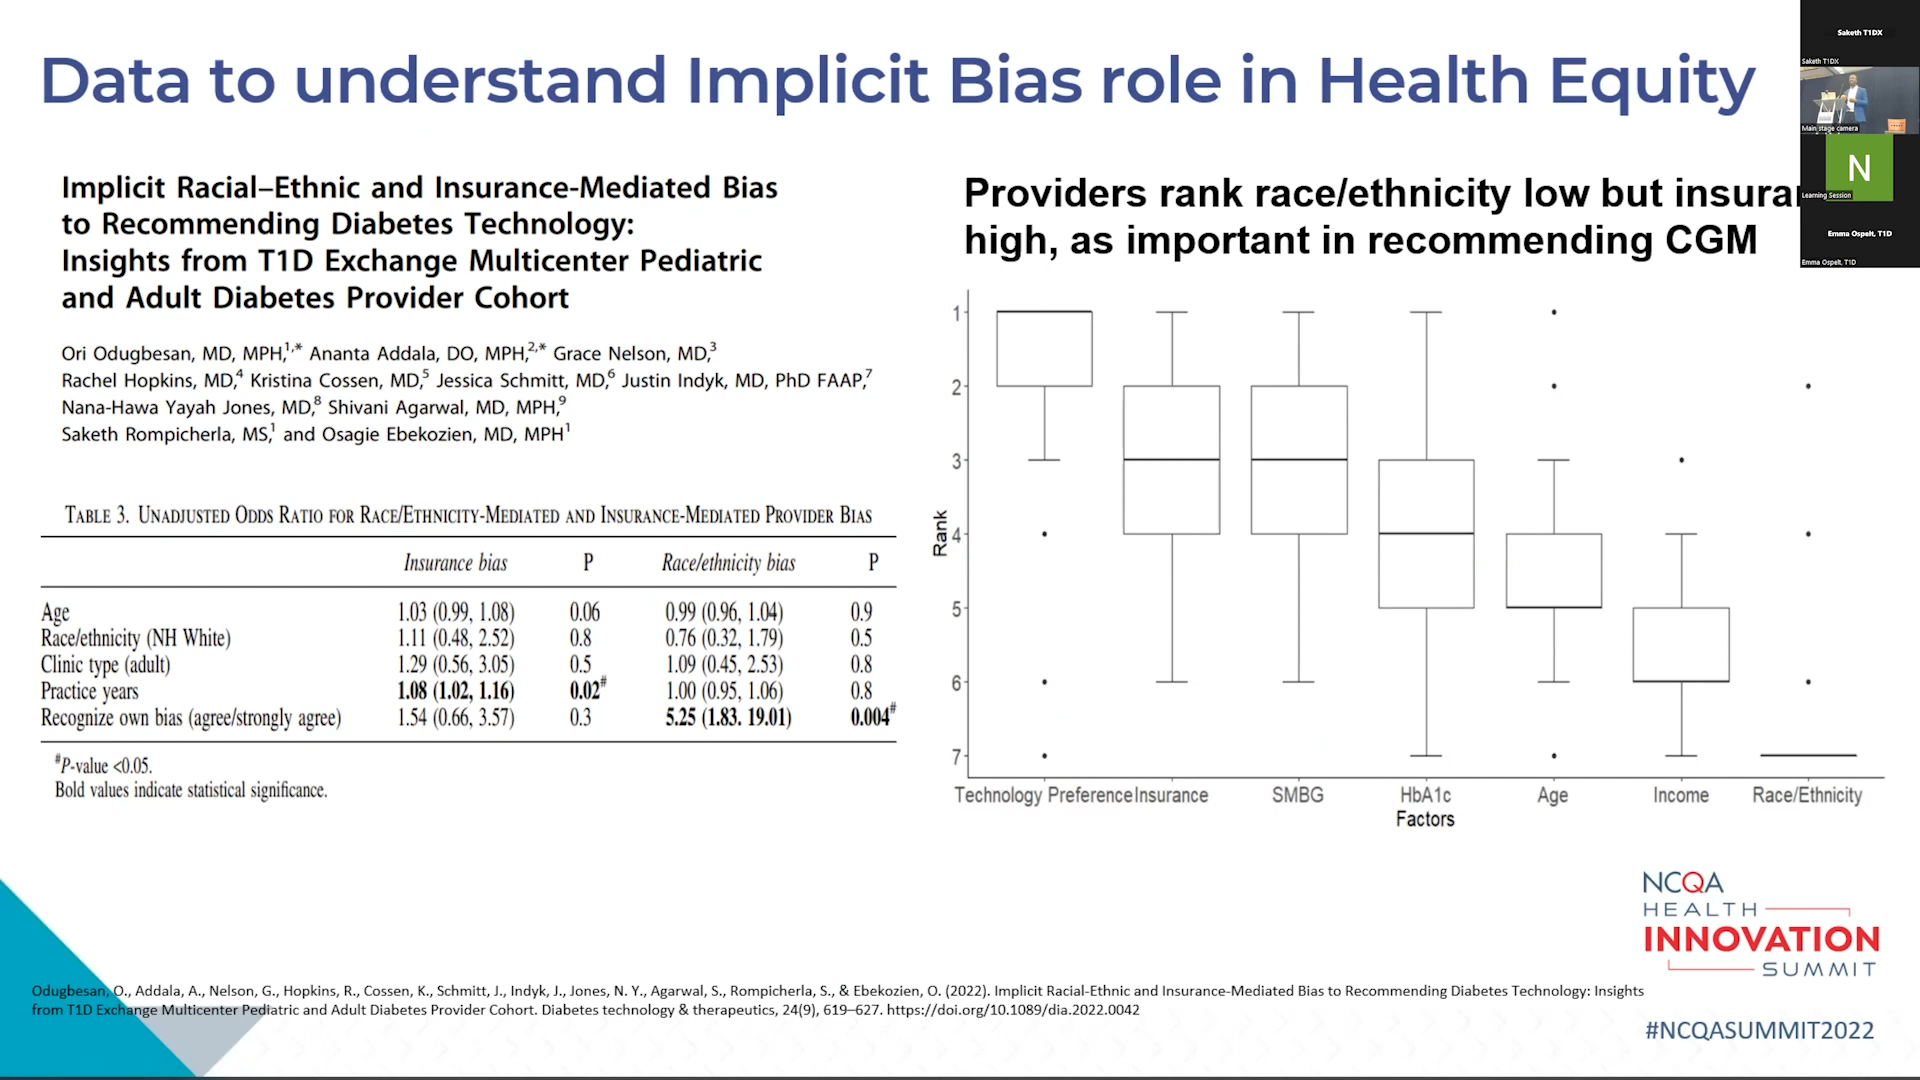 Data to understand Implicit Bias role in Health Equity
Implicit Racial–Ethnic and Insurance-Mediated Bias
to Recommending Diabetes Technology:
Insights from T1D Exchange Multicenter Pediatric
and Adult Diabetes Provider Cohort
Ori Odugbesan, MD, MPH,1,* Ananta Addala, DO, MPH,2,* Grace Nelson, MD,3
Rachel Hopkins, MD,4 Kristina Cossen, MD,5 Jessica Schmitt, MD,6 Justin Indyk, MD, PhD FAAP,7
Nana-Hawa Yayah Jones, MD,8 Shivani Agarwal, MD, MPH,9
Saketh Rompicherla, MS,1 and Osagie Ebekozien, MD, MPH1
Table 3. Unadjusted Odds Ratio for Race/Ethnicity-Mediated and Insurance-Mediated Provider Bias
Insurance bias P Race/ethnicity bias P
Age 1.03 (0.99, 1.08) 0.06 0.99 (0.96, 1.04) 0.9
Race/ethnicity (NH White) 1.11 (0.48, 2.52) 0.8 0.76 (0.32, 1.79) 0.5
Clinic type (adult) 1.29 (0.56, 3.05) 0.5 1.09 (0.45, 2.53) 0.8
Practice years 1.08 (1.02, 1.16) 0.02# 1.00 (0.95, 1.06) 0.8
Recognize own bias (agree/strongly agree) 1.54 (0.66, 3.57) 0.3 5.25 (1.83. 19.01) 0.004#
#P-value <0.05.
Bold values indicate statistical significance.
Providers rank race/ethnicity low but insura
high, as important in recommending CGM
Rank
1
2
3
4
5
6
7
Technology Preference Insurance SMBG HbA1c Age Income Race/Ethnicity
Factors
Saketh T1DX
Saketh T1DX
Main stage camera
N
Learning Session
Emma Ospelt, T1D
Emma Ospelt, T1D
NCQA
HEALTH
INNOVATION
SUMMIT
Odugbesan, O., Addala, A., Nelson, G., Hopkins, R., Cossen, K., Schmitt, J., Indyk, J., Jones, N. Y., Agarwal, S., Rompicherla, S., & Ebekozien, O. (2022). Implicit Racial-Ethnic and Insurance-Mediated Bias to Recommending Diabetes Technology: Insights
from T1D Exchange Multicenter Pediatric and Adult Diabetes Provider Cohort. Diabetes technology & therapeutics, 24(9), 619–627. https://doi.org/10.1089/dia.2022.0042
#NCQASUMMIT2022